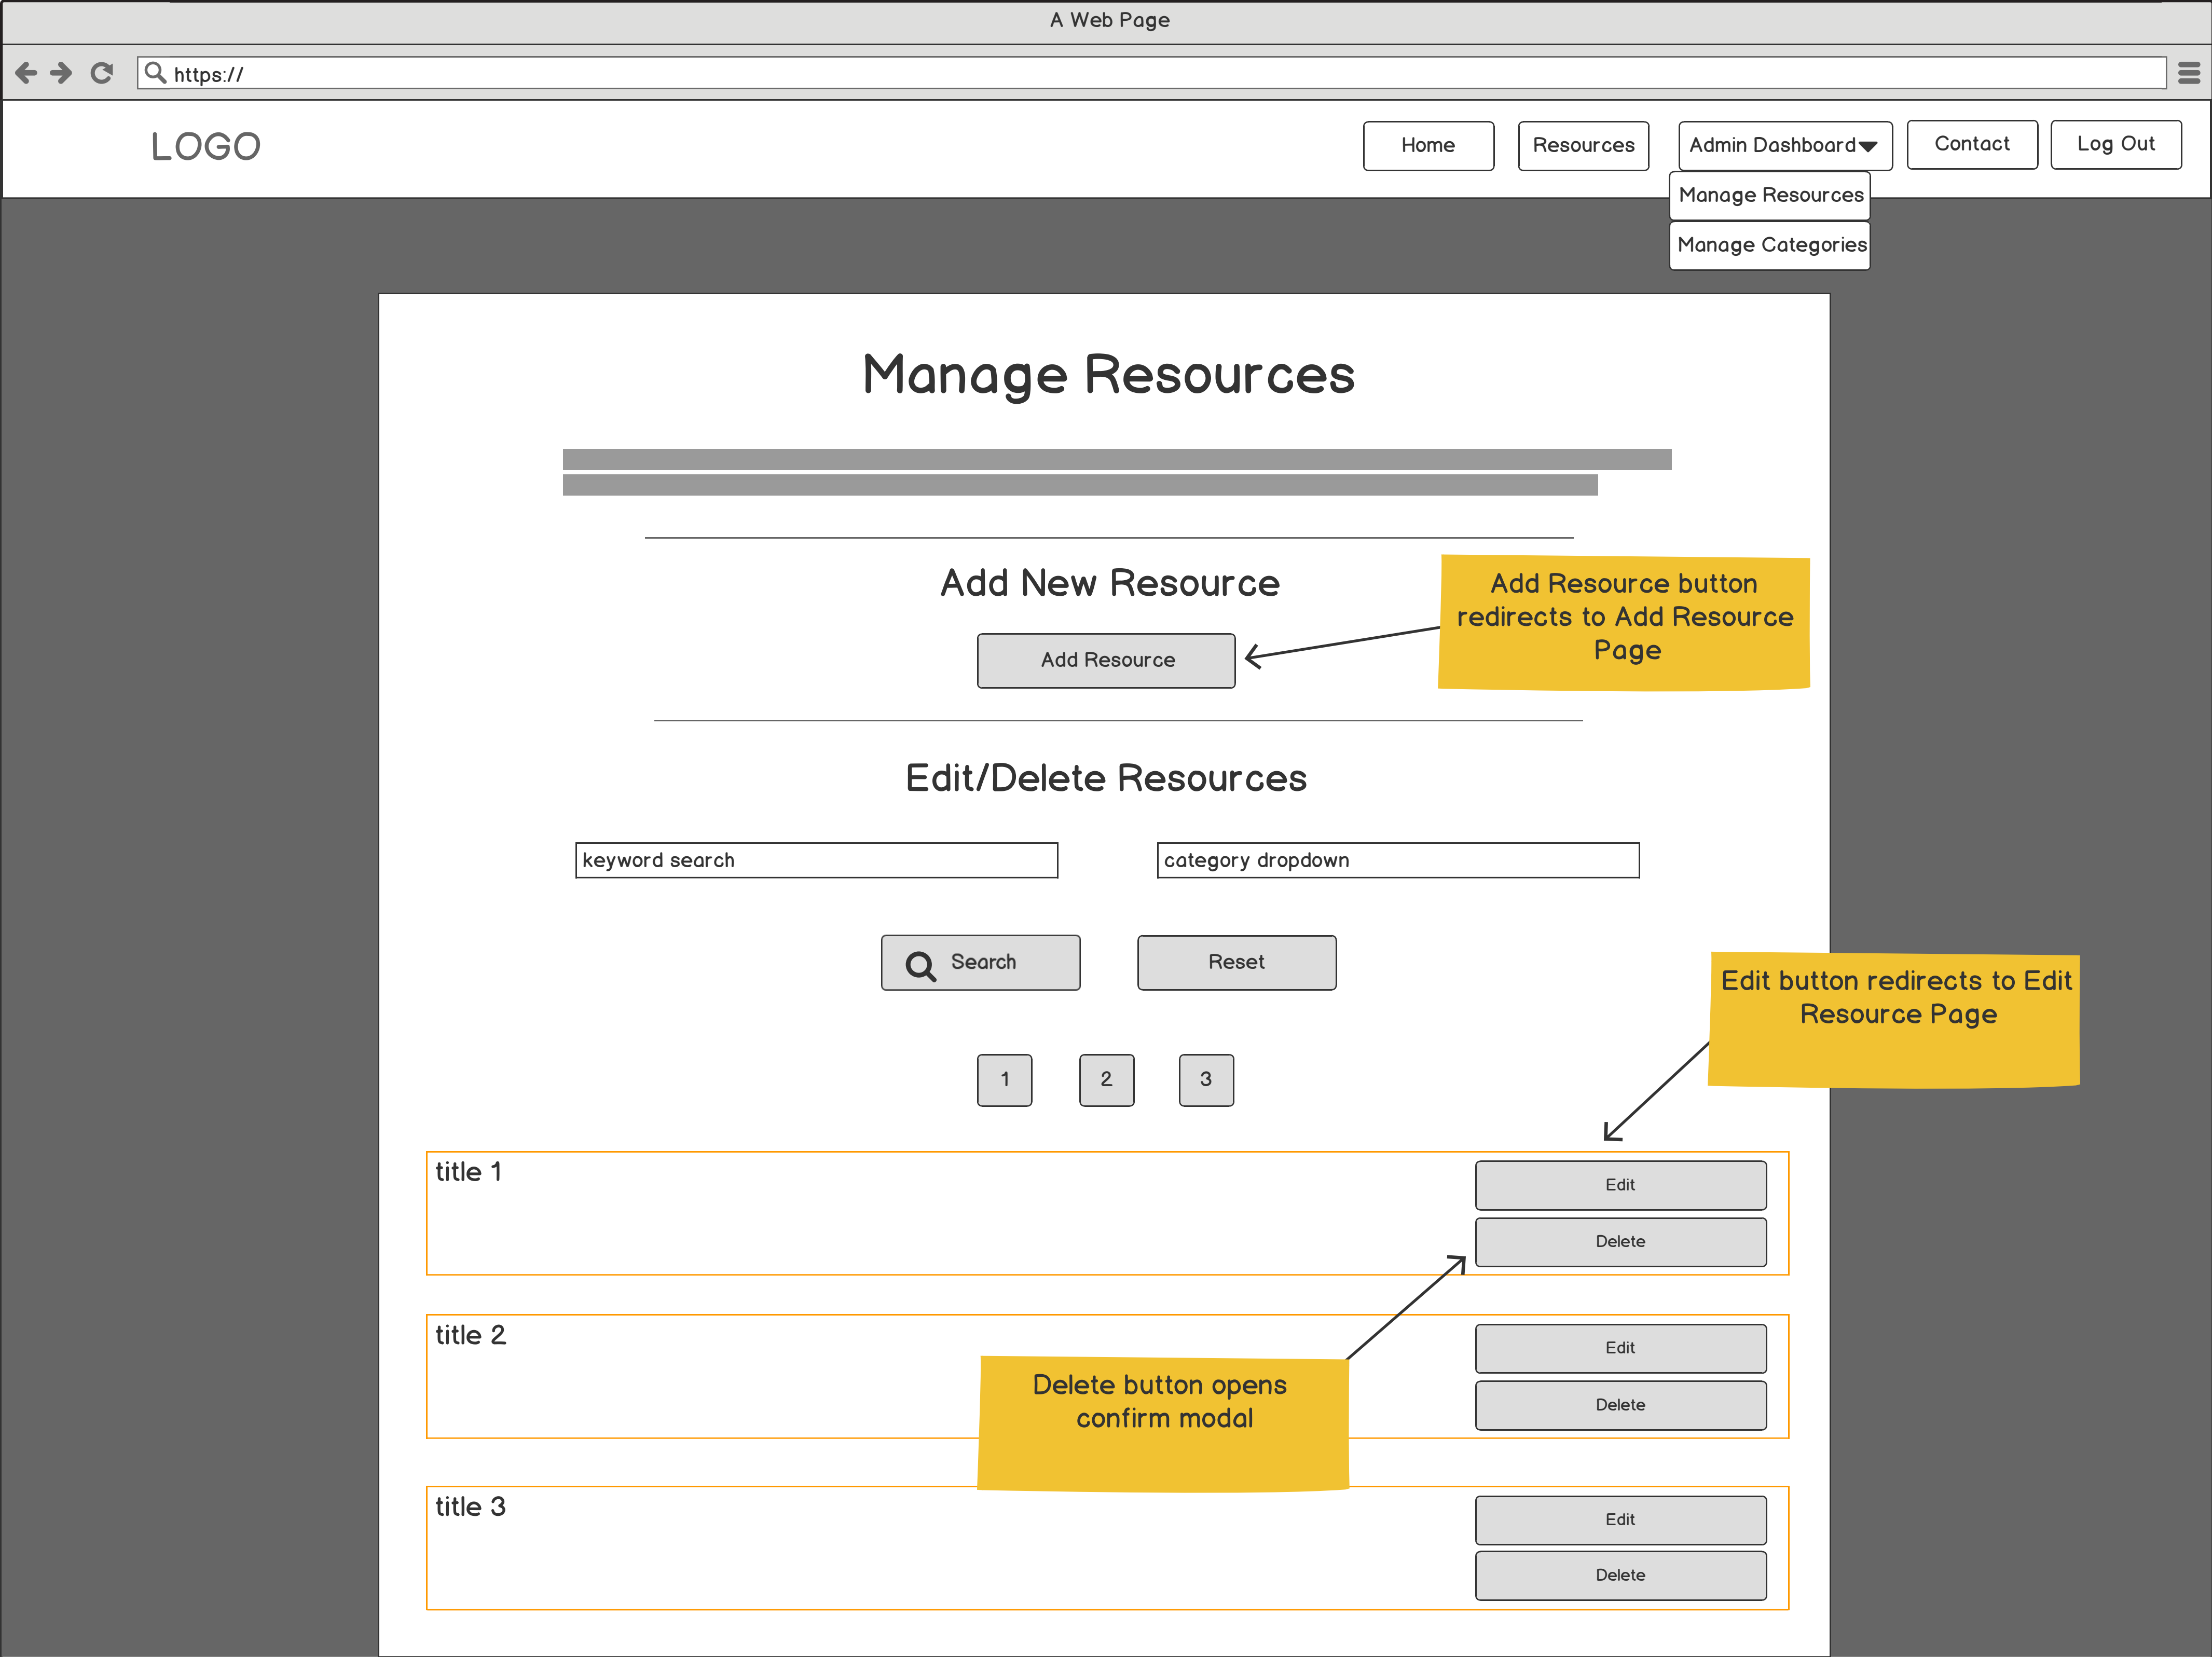 A Web Page
https://
LOGO
Home
Resources
Admin Dashboard
Contact
Log Out
Manage Resources
Manage Categories
Manage Resources
Add New Resource
Add Resource
Add Resource button
redirects to Add Resource
Page
Edit/Delete Resources
keyword search
category dropdown
Search
Reset
Edit button redirects to Edit
Resource Page
1
2
3
title 1
Edit
Delete
title 2
Edit
Delete
Delete button opens
confirm modal
title 3
Edit
Delete